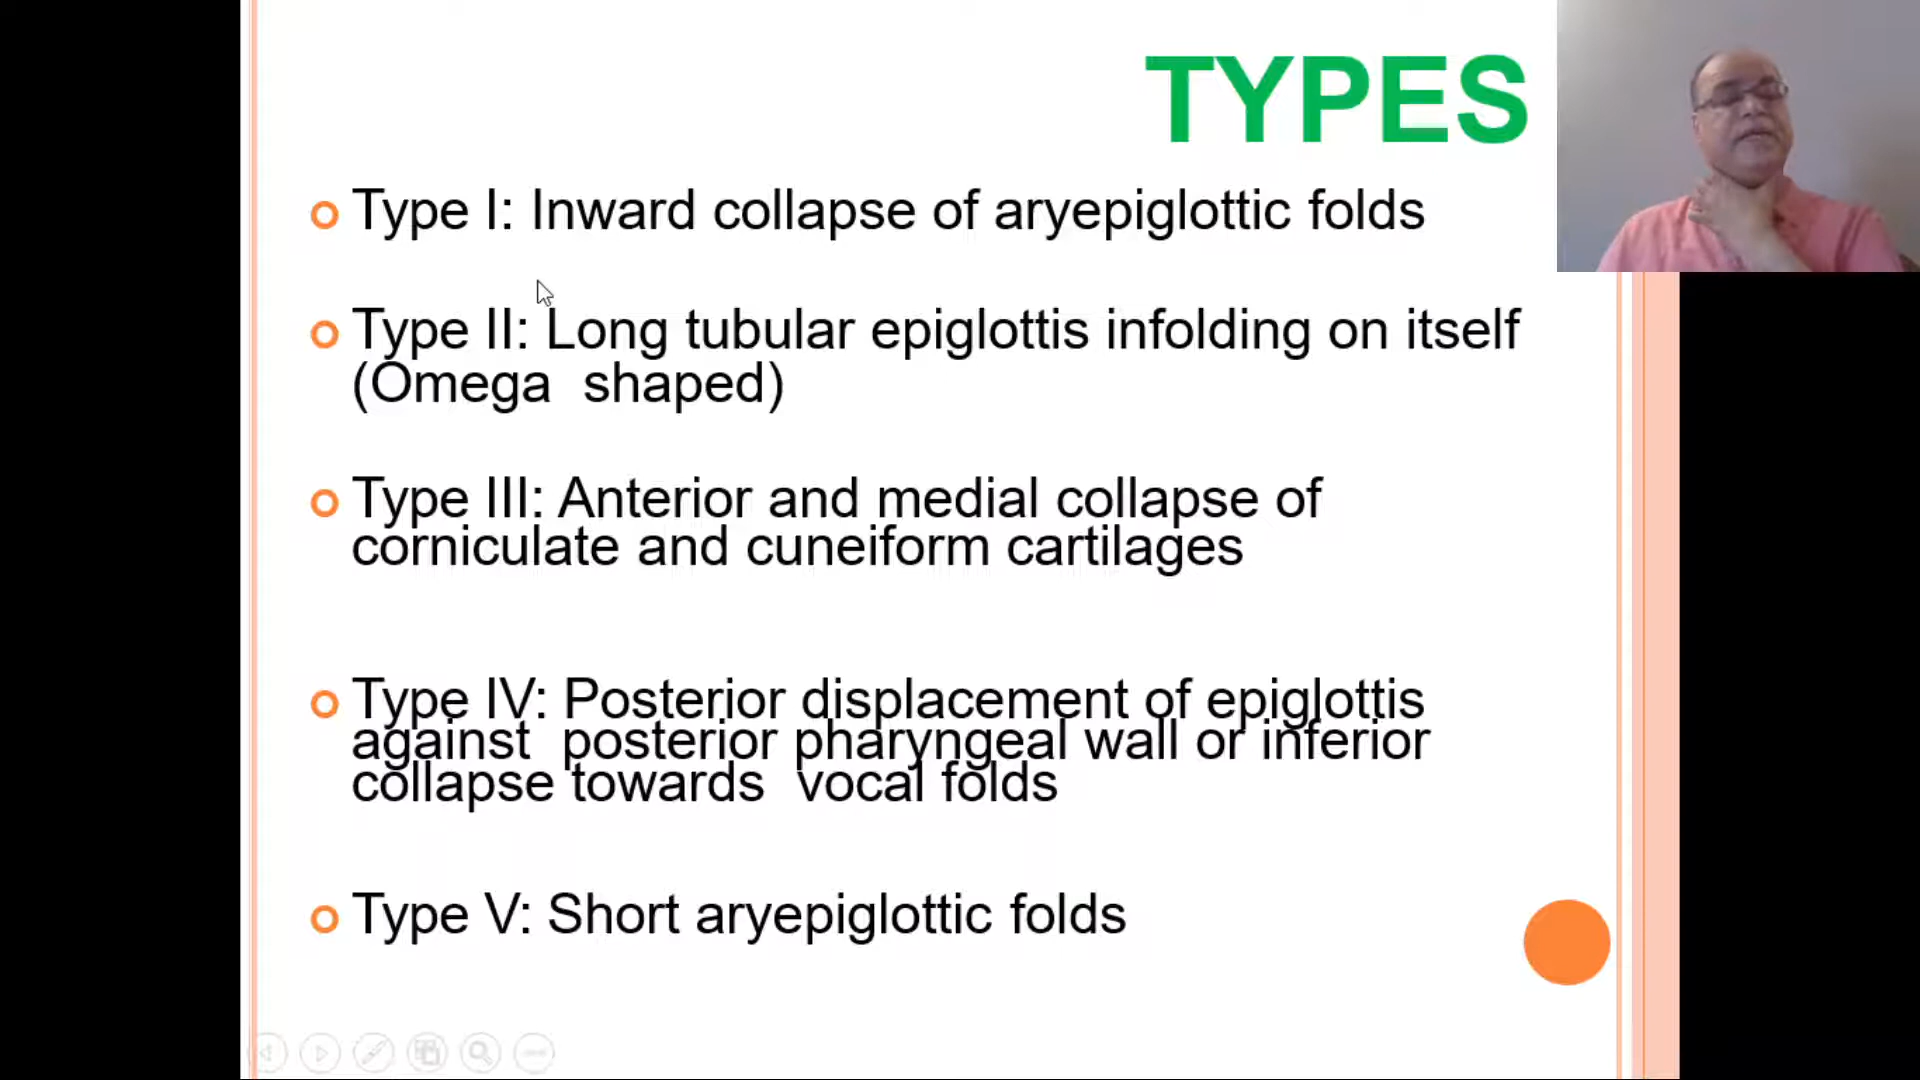 TYPES
Type I: Inward collapse of aryepiglottic folds
Type II: Long tubular epiglottis infolding on itself
(Omega shaped)
Type III: Anterior and medial collapse of
corniculate and cuneiform cartilages
Type IV: Posterior displacement of epiglottis
against posterior pharyngeal wall or inferior
collapse towards vocal folds
Type V: Short aryepiglottic folds